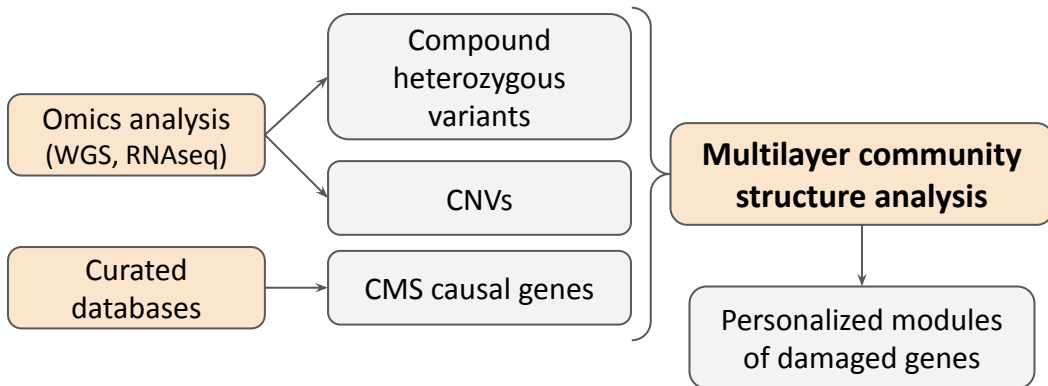 Omics analysis
(WGS, RNAseq)
Compound
heterozygous
variants
CNVs
Curated
databases
CMS causal genes
Multilayer community
structure analysis
Personalized modules
of damaged genes